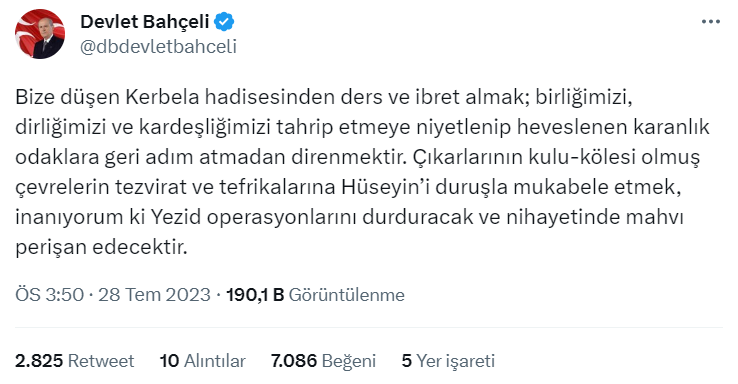 Devlet Bahçeli
@dbdevletbahceli
Bize düşen Kerbela hadisesinden ders ve ibret almak; birliğimizi,
dirliğimizi ve kardeşliğimizi tahrip etmeye niyetlenip heveslenen karanlık
odaklara geri adım atmadan direnmektir. Çıkarlarının kulu-kölesi olmuş
çevrelerin tezvirat ve tefrikalarına Hüseyin’i duruşla mukabele etmek,
inanıyorum ki Yezid operasyonlarını durduracak ve nihayetinde mahvı
perişan edecektir.
ÖS 3:50 · 28 Tem 2023 · 190,1 B Görüntülenme
2.825 Retweet 10 Alıntılar 7.086 Beğeni 5 Yer işareti